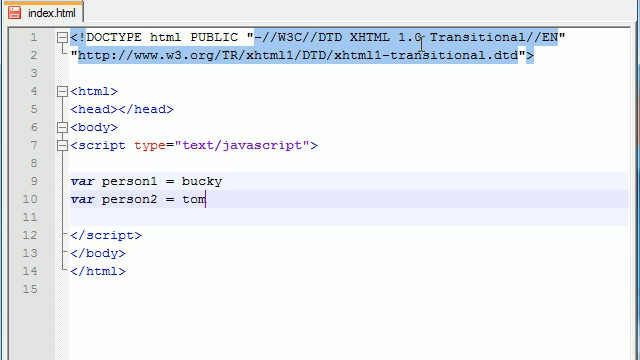 index.html
1 <!DOCTYPE html PUBLIC "-//W3C//DTD XHTML 1.0 Transitional//EN"
2 "http://www.w3.org/TR/xhtml1/DTD/xhtml1-transitional.dtd">
3
4 <html>
5 <head></head>
6 <body>
7 <script type="text/javascript">
8
9 var person1 = bucky
10 var person2 = tom
11
12 </script>
13 </body>
14 </html>
15